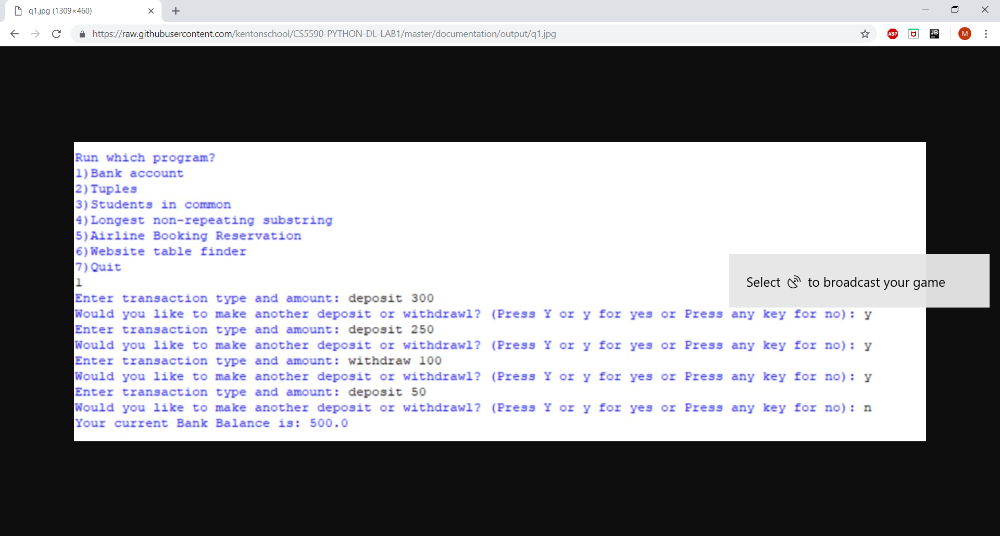 q1.jpg (1309×460)
https://raw.githubusercontent.com/kentonschool/CS5590-PYTHON-DL-LAB1/master/documentation/output/q1.jpg
ABP
JB
M
Run which program?
1)Bank account
2)Tuples
3)Students in common
4)Longest non-repeating substring
5)Airline Booking Reservation
6)Website table finder
7)Quit
1
Select to broadcast your game
Enter transaction type and amount: deposit 300
Would you like to make another deposit or withdrawl? (Press Y or y for yes or Press any key for no): y
Enter transaction type and amount: deposit 250
Would you like to make another deposit or withdrawl? (Press Y or y for yes or Press any key for no): y
Enter transaction type and amount: withdraw 100
Would you like to make another deposit or withdrawl? (Press Y or y for yes or Press any key for no): y
Enter transaction type and amount: deposit 50
Would you like to make another deposit or withdrawl? (Press Y or y for yes or Press any key for no): n
Your current Bank Balance is: 500.0